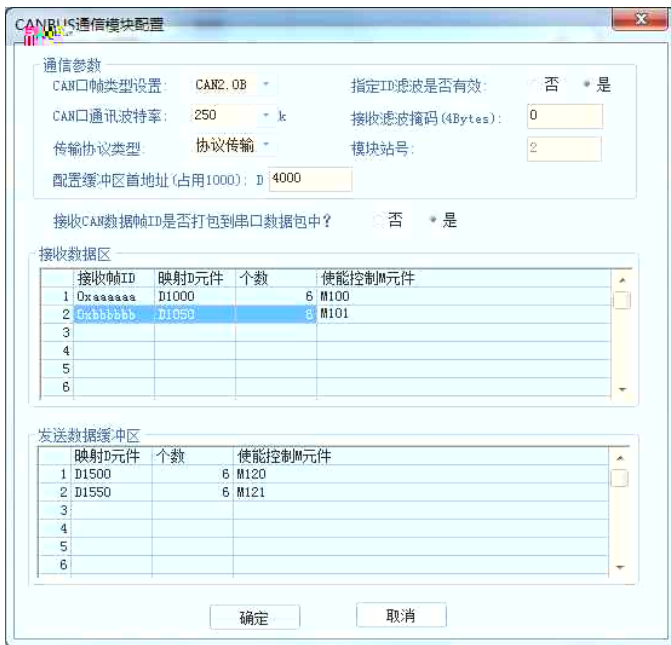 CANBUS通信模块配置
通信参数
CAN口帧类型设置: CAN2.0B 指定ID滤波是否有效: 否 是
CAN口通讯波特率: 250 k 接收滤波掩码(4Bytes): 0
传输协议类型: 协议传输 模块站号: 2
配置缓冲区首地址(占用1000): D 4000
接收CAN数据帧ID是否打包到串口数据包中? 否 是
接收数据区
接收帧ID 映射D元件 个数 使能控制M元件
1 0xaaaaaa D1000 6 M100
2 0xbbbbbb D1050 6 M101
3
4
5
6
发送数据缓冲区
映射D元件 个数 使能控制M元件
1 D1500 6 M120
2 D1550 6 M121
3
4
5
6
确定 取消